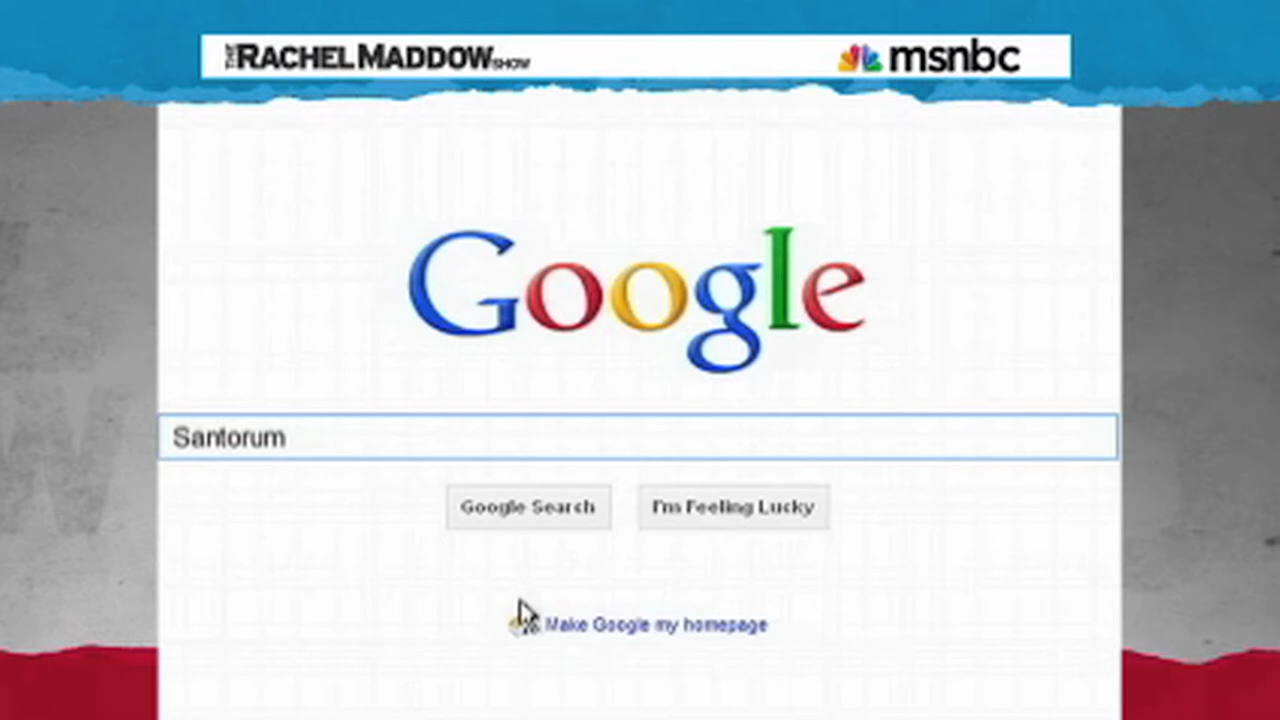 THE RACHEL MADDOW SHOW msnbc
Google
Santorum
Google Search I'm Feeling Lucky
Make Google my homepage